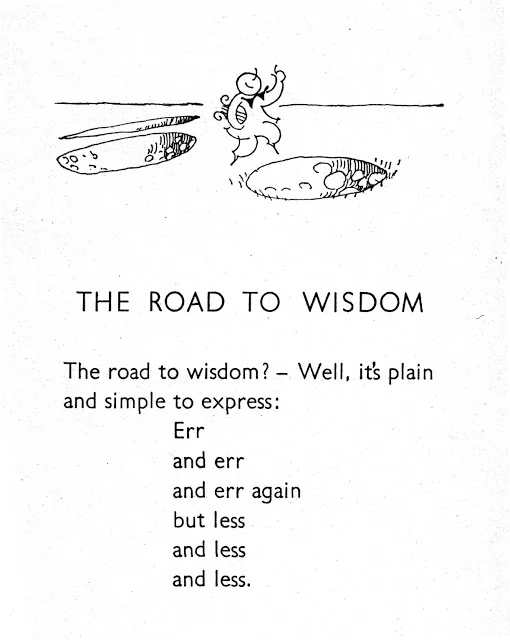 THE ROAD TO WISDOM
The road to wisdom? – Well, it's plain
and simple to express:
Err
and err
and err again
but less
and less
and less.